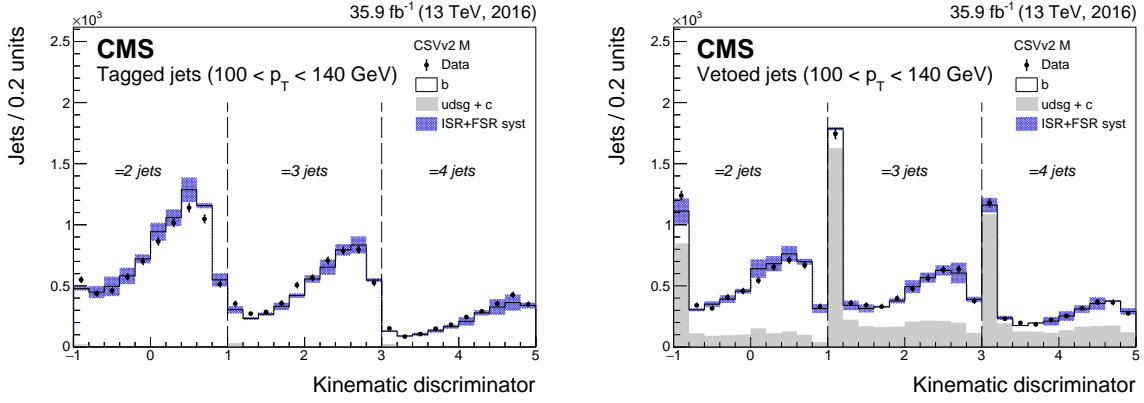 35.9 fb⁻¹ (13 TeV, 2016)
×10³
Jets / 0.2 units
2.5
2
1.5
1
0.5
0
CMS
Tagged jets (100 < p_T < 140 GeV)
CSVv2 M
Data
b
udsg + c
ISR+FSR syst
=2 jets
=3 jets
=4 jets
−1 0 1 2 3 4 5
Kinematic discriminator
35.9 fb⁻¹ (13 TeV, 2016)
×10³
Jets / 0.2 units
2.5
2
1.5
1
0.5
0
CMS
Vetoed jets (100 < p_T < 140 GeV)
CSVv2 M
Data
b
udsg + c
ISR+FSR syst
=2 jets
=3 jets
=4 jets
−1 0 1 2 3 4 5
Kinematic discriminator